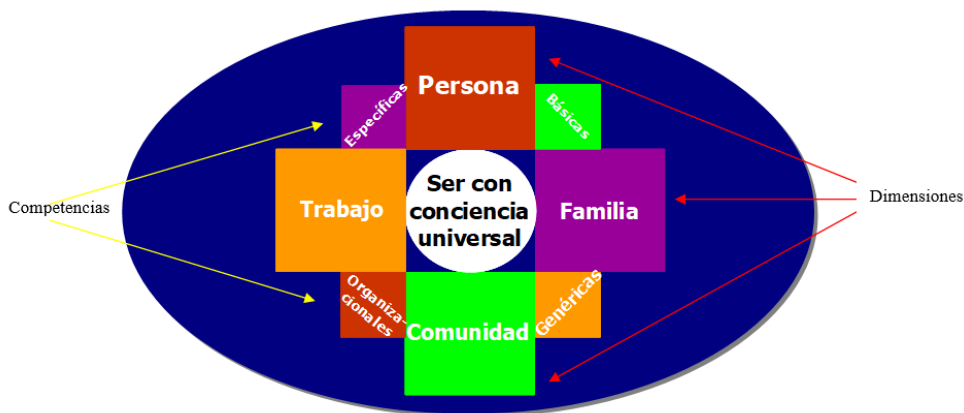 Persona
Específicas
Básicas
Competencias
Trabajo
Ser con
conciencia
universal
Familia
Dimensiones
Organiza-
cionales
Comunidad
Genéricas